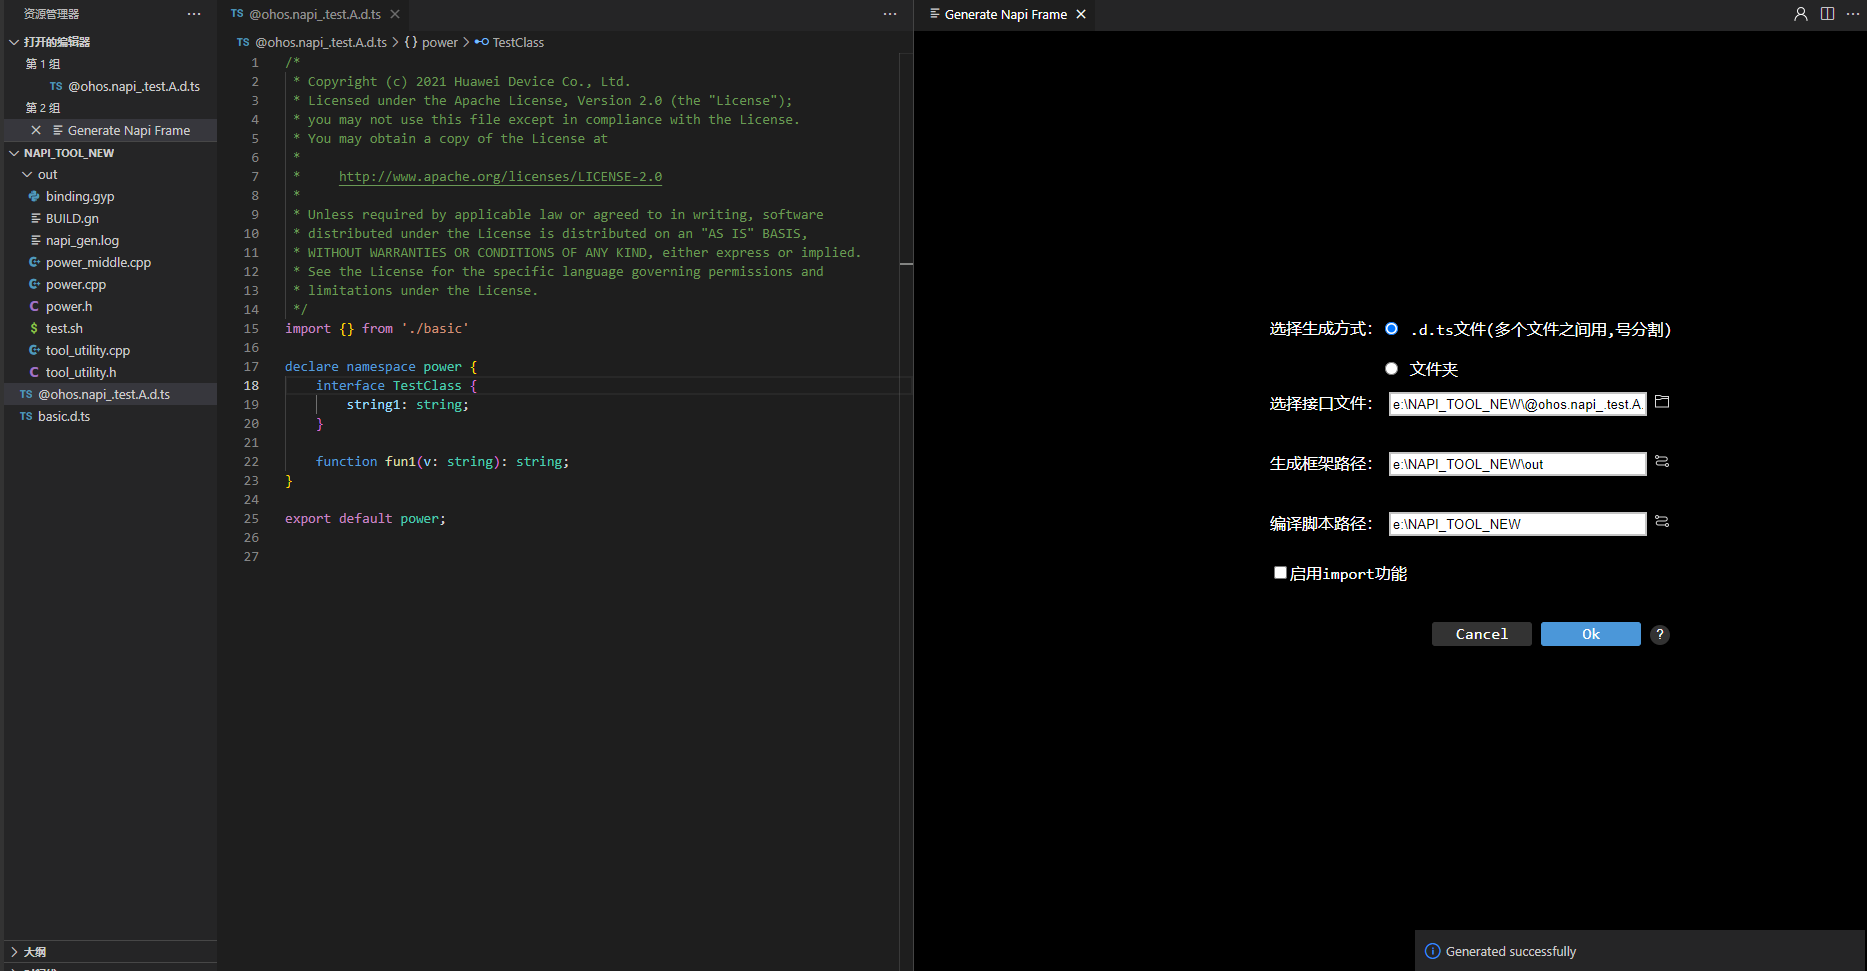 资源管理器
打开的编辑器
第 1 组
TS @ohos.napi_.test.A.d.ts
第 2 组
Generate Napi Frame
NAPI_TOOL_NEW
out
binding.gyp
BUILD.gn
napi_gen.log
power_middle.cpp
power.cpp
power.h
test.sh
tool_utility.cpp
tool_utility.h
TS @ohos.napi_.test.A.d.ts
TS basic.d.ts
大纲
TS @ohos.napi_.test.A.d.ts
TS @ohos.napi_.test.A.d.ts > {} power > TestClass
1 /*
2 * Copyright (c) 2021 Huawei Device Co., Ltd.
3 * Licensed under the Apache License, Version 2.0 (the "License");
4 * you may not use this file except in compliance with the License.
5 * You may obtain a copy of the License at
6 *
7 * http://www.apache.org/licenses/LICENSE-2.0
8 *
9 * Unless required by applicable law or agreed to in writing, software
10 * distributed under the License is distributed on an "AS IS" BASIS,
11 * WITHOUT WARRANTIES OR CONDITIONS OF ANY KIND, either express or implied.
12 * See the License for the specific language governing permissions and
13 * limitations under the License.
14 */
15 import {} from './basic'
16
17 declare namespace power {
18 interface TestClass {
19 string1: string;
20 }
21
22 function fun1(v: string): string;
23 }
24
25 export default power;
26
27
Generate Napi Frame
选择生成方式: .d.ts文件(多个文件之间用,号分割)
文件夹
选择接口文件: e:\NAPI_TOOL_NEW\@ohos.napi_.test.A.
生成框架路径: e:\NAPI_TOOL_NEW\out
编译脚本路径: e:\NAPI_TOOL_NEW
启用import功能
Cancel Ok ?
Generated successfully